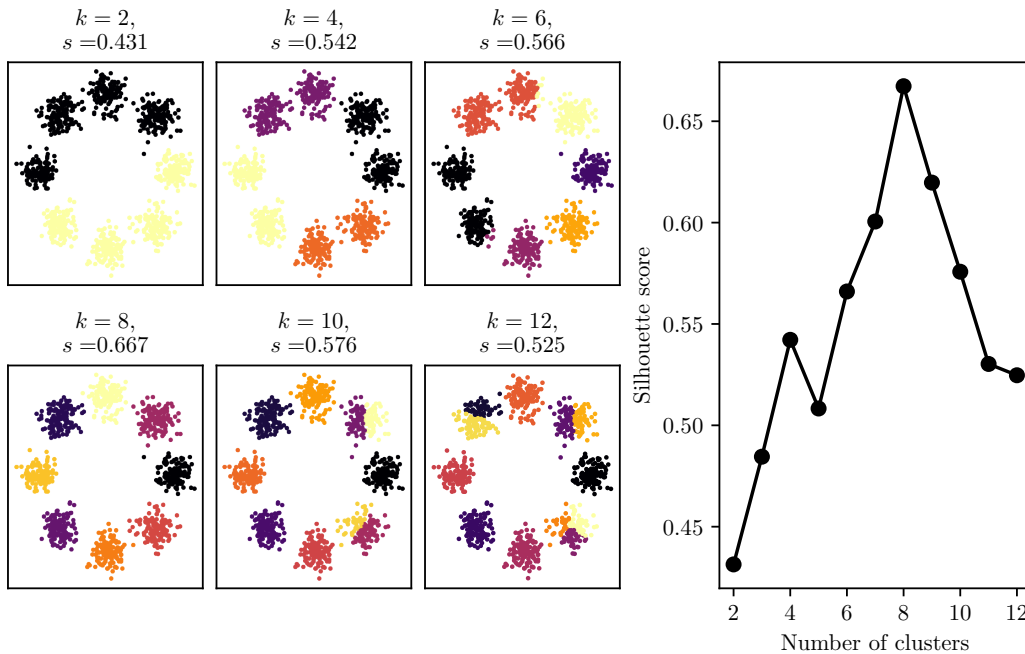 k = 2,
s =0.431
k = 4,
s =0.542
k = 6,
s =0.566
k = 8,
s =0.667
k = 10,
s =0.576
k = 12,
s =0.525
Silhouette score
0.65
0.60
0.55
0.50
0.45
2 4 6 8 10 12
Number of clusters